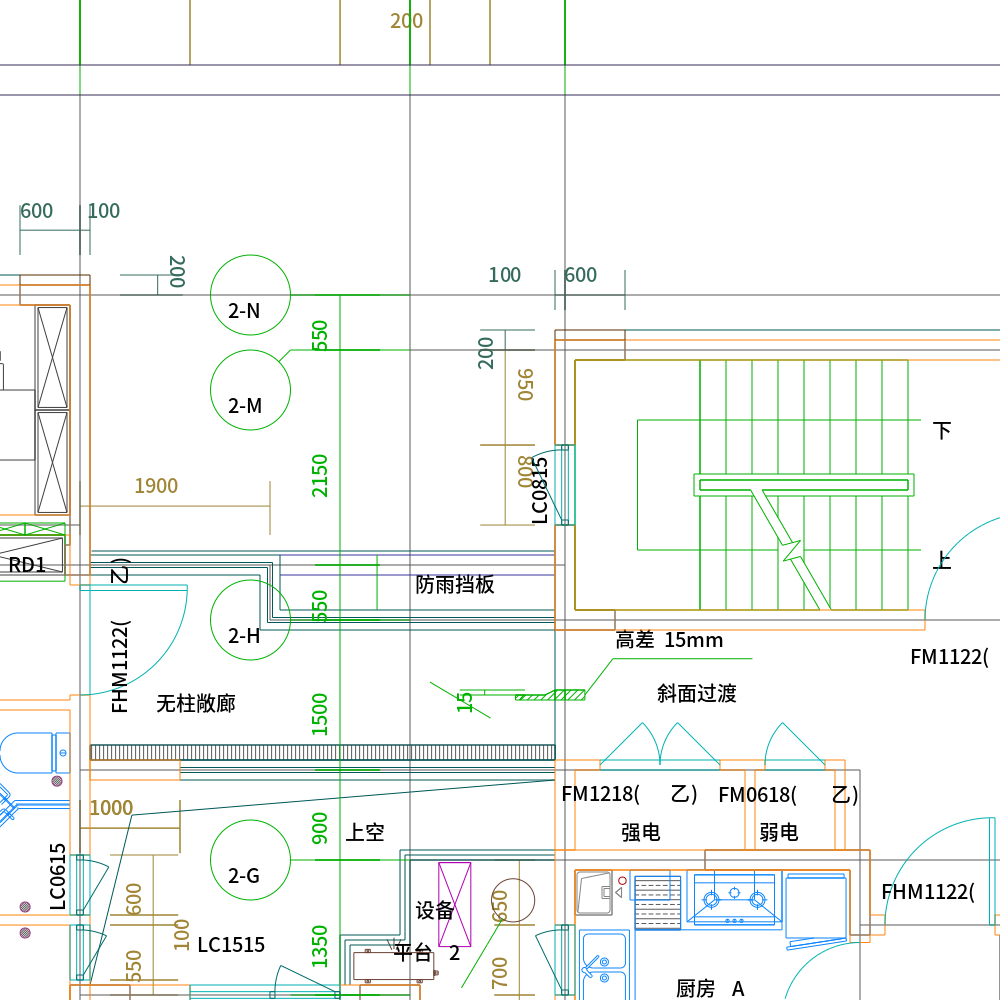 200
600
100
200
100
600
2-N
550
200
950
2-M
下
2150
800
LC0815
1900
上
RD1
乙)
防雨挡板
550
2-H
高差 15mm
FHM1122(
FM1122(
无柱敞廊
斜面过渡
15
1500
FM1218( 乙)
FM0618( 乙)
1000
900
上空
强电
弱电
LC0615
2-G
FHM1122(
600
650
设备
100
LC1515
1350
平台 2
550
700
厨房 A